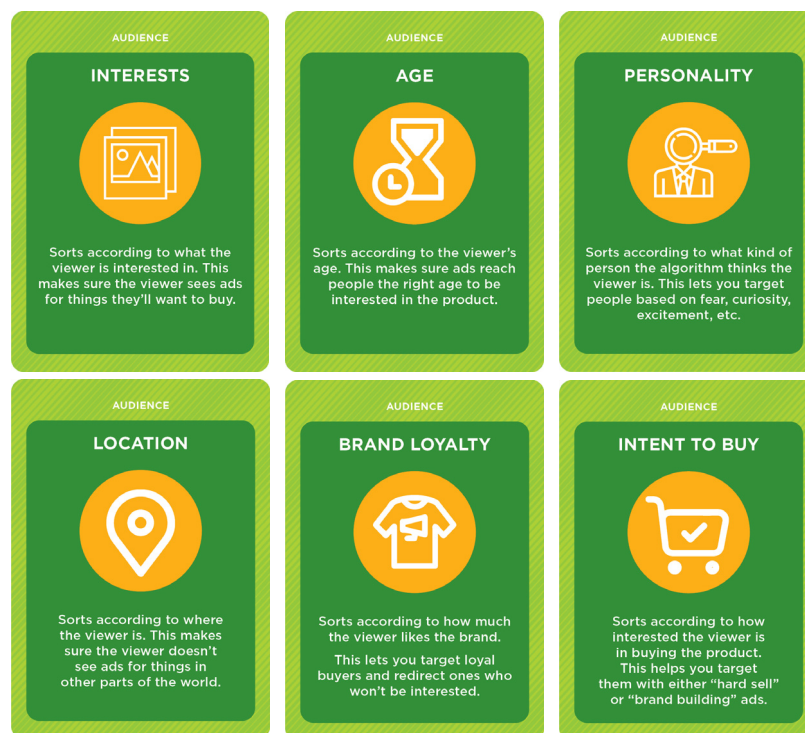 AUDIENCE
INTERESTS
Sorts according to what the
viewer is interested in. This
makes sure the viewer sees ads
for things they'll want to buy.
AUDIENCE
AGE
Sorts according to the viewer's
age. This makes sure ads reach
people the right age to be
interested in the product.
AUDIENCE
PERSONALITY
Sorts according to what kind of
person the algorithm thinks the
viewer is. This lets you target
people based on fear, curiosity,
excitement, etc.
AUDIENCE
LOCATION
Sorts according to where
the viewer is. This makes
sure the viewer doesn't
see ads for things in
other parts of the world.
AUDIENCE
BRAND LOYALTY
Sorts according to how much
the viewer likes the brand.
This lets you target loyal
buyers and redirect ones who
won't be interested.
AUDIENCE
INTENT TO BUY
Sorts according to how
interested the viewer is
in buying the product.
This helps you target
them with either “hard sell”
or “brand building” ads.